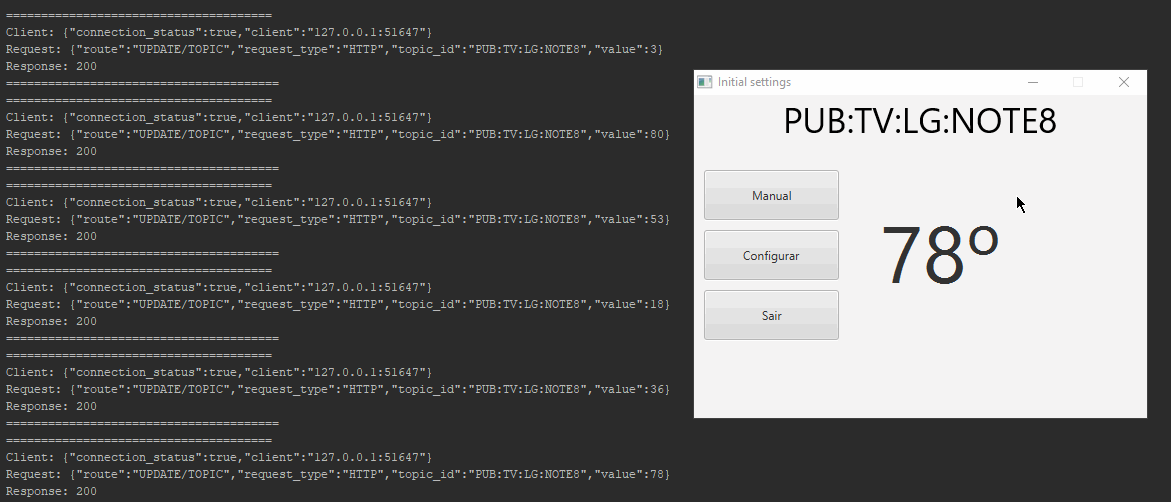 ======================================
Client: {"connection_status":true,"client":"127.0.0.1:51647"}
Request: {"route":"UPDATE/TOPIC","request_type":"HTTP","topic_id":"PUB:TV:LG:NOTE8","value":3}
Response: 200
=======================================
======================================
Client: {"connection_status":true,"client":"127.0.0.1:51647"}
Request: {"route":"UPDATE/TOPIC","request_type":"HTTP","topic_id":"PUB:TV:LG:NOTE8","value":80}
Response: 200
=======================================
======================================
Client: {"connection_status":true,"client":"127.0.0.1:51647"}
Request: {"route":"UPDATE/TOPIC","request_type":"HTTP","topic_id":"PUB:TV:LG:NOTE8","value":53}
Response: 200
=======================================
======================================
Client: {"connection_status":true,"client":"127.0.0.1:51647"}
Request: {"route":"UPDATE/TOPIC","request_type":"HTTP","topic_id":"PUB:TV:LG:NOTE8","value":18}
Response: 200
=======================================
======================================
Client: {"connection_status":true,"client":"127.0.0.1:51647"}
Request: {"route":"UPDATE/TOPIC","request_type":"HTTP","topic_id":"PUB:TV:LG:NOTE8","value":36}
Response: 200
=======================================
======================================
Client: {"connection_status":true,"client":"127.0.0.1:51647"}
Request: {"route":"UPDATE/TOPIC","request_type":"HTTP","topic_id":"PUB:TV:LG:NOTE8","value":78}
Response: 200
Initial settings
PUB:TV:LG:NOTE8
Manual
Configurar
Sair
78º